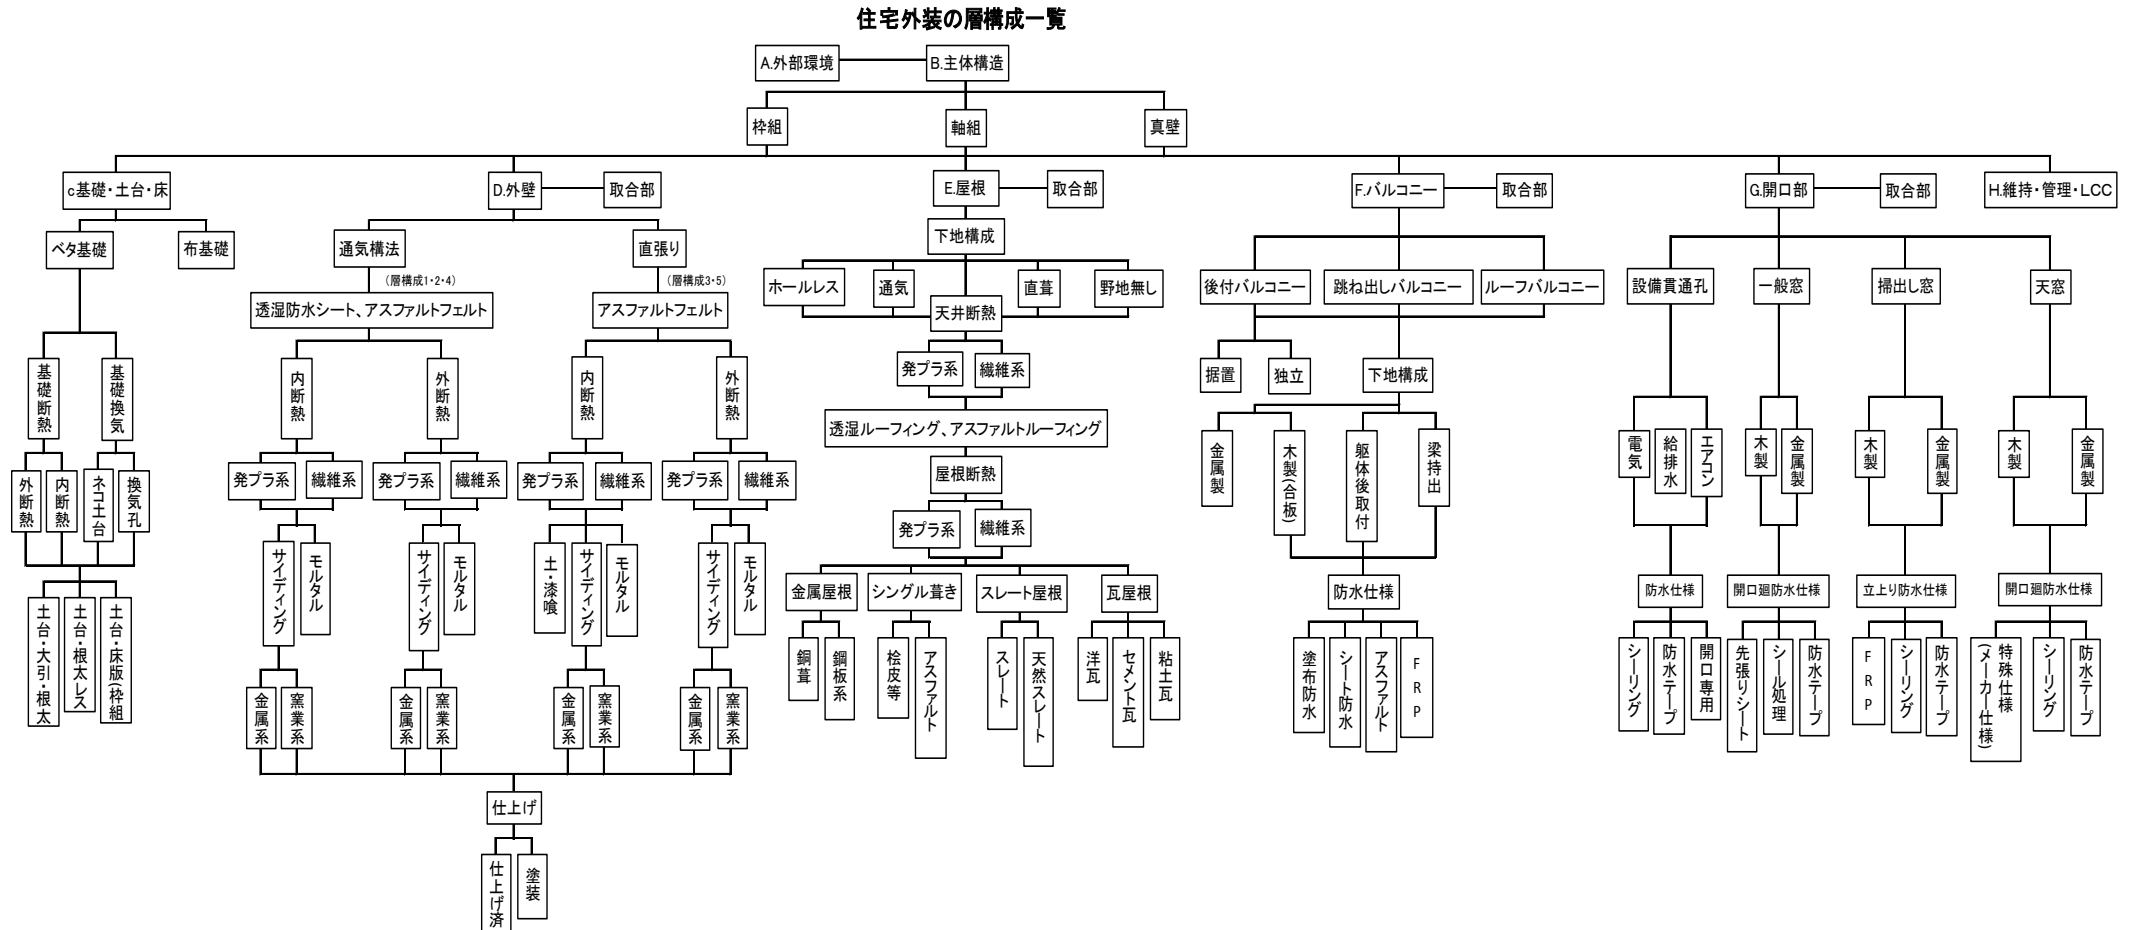 住宅外装の層構成一覧
A.外部環境
B.主体構造
枠組
軸組
真壁
c基礎・土台・床
D.外壁
取合部
E.屋根
取合部
F.バルコニー
取合部
G.開口部
取合部
H.維持・管理・LCC
ベタ基礎
布基礎
基礎断熱
基礎換気
外断熱
内断熱
ネコ土台
換気孔
土台・大引・根太
土台・根太レス
土台・床版(枠組
通気構法
直張り
(層構成1・2・4)
(層構成3・5)
透湿防水シート、アスファルトフェルト
アスファルトフェルト
内断熱
外断熱
内断熱
外断熱
発プラ系
繊維系
発プラ系
繊維系
発プラ系
繊維系
発プラ系
繊維系
サイディング
モルタル
サイディング
モルタル
土・漆喰
サイディング
モルタル
サイディング
モルタル
金属系
窯業系
金属系
窯業系
金属系
窯業系
金属系
窯業系
仕上げ
仕上げ済
塗装
下地構成
ホールレス
通気
直葺
野地無し
天井断熱
発プラ系
繊維系
透湿ルーフィング、アスファルトルーフィング
屋根断熱
発プラ系
繊維系
金属屋根
シングル葺き
スレート屋根
瓦屋根
銅葺
鋼板系
桧皮等
アスファルト
スレート
天然スレート
洋瓦
セメント瓦
粘土瓦
後付バルコニー
跳ね出しバルコニー
ルーフバルコニー
据置
独立
下地構成
金属製
木製(合板)
躯体後取付
梁持出
防水仕様
塗布防水
シート防水
アスファルト
FRP
設備貫通孔
一般窓
掃出し窓
天窓
電気
給排水
エアコン
木製
金属製
木製
金属製
木製
金属製
防水仕様
開口廻防水仕様
立上り防水仕様
開口廻防水仕様
シーリング
防水テープ
開口専用
先張りシート
シール処理
防水テープ
FRP
シーリング
防水テープ
特殊仕様
(メーカー仕様)
シーリング
防水テープ